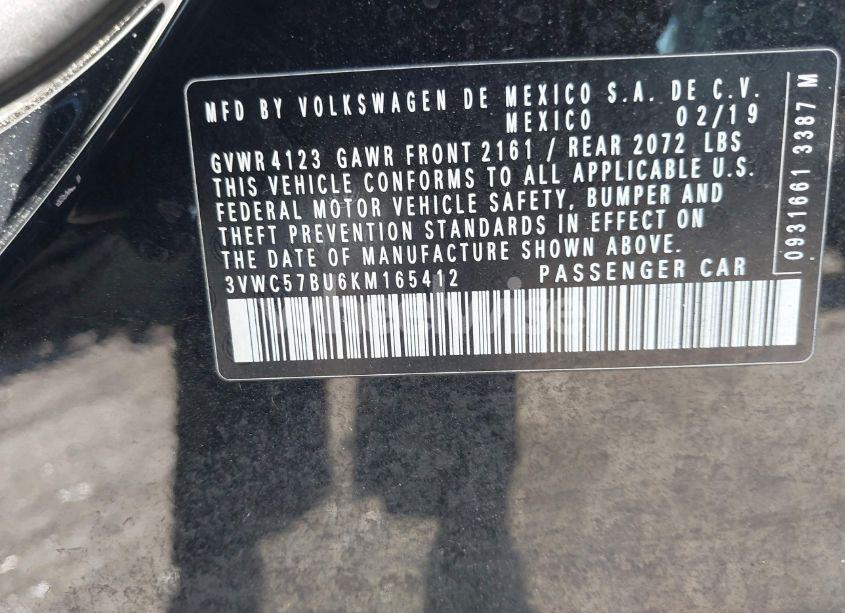 MFD BY VOLKSWAGEN DE MEXICO S.A. DE C.V.
MEXICO 02/19
GVWR 4123 GAWR FRONT 2161 / REAR 2072 LBS
THIS VEHICLE CONFORMS TO ALL APPLICABLE U.S.
FEDERAL MOTOR VEHICLE SAFETY, BUMPER AND
THEFT PREVENTION STANDARDS IN EFFECT ON
THE DATE OF MANUFACTURE SHOWN ABOVE.
3VWC57BU6KM165412 PASSENGER CAR
0931661 3387 M